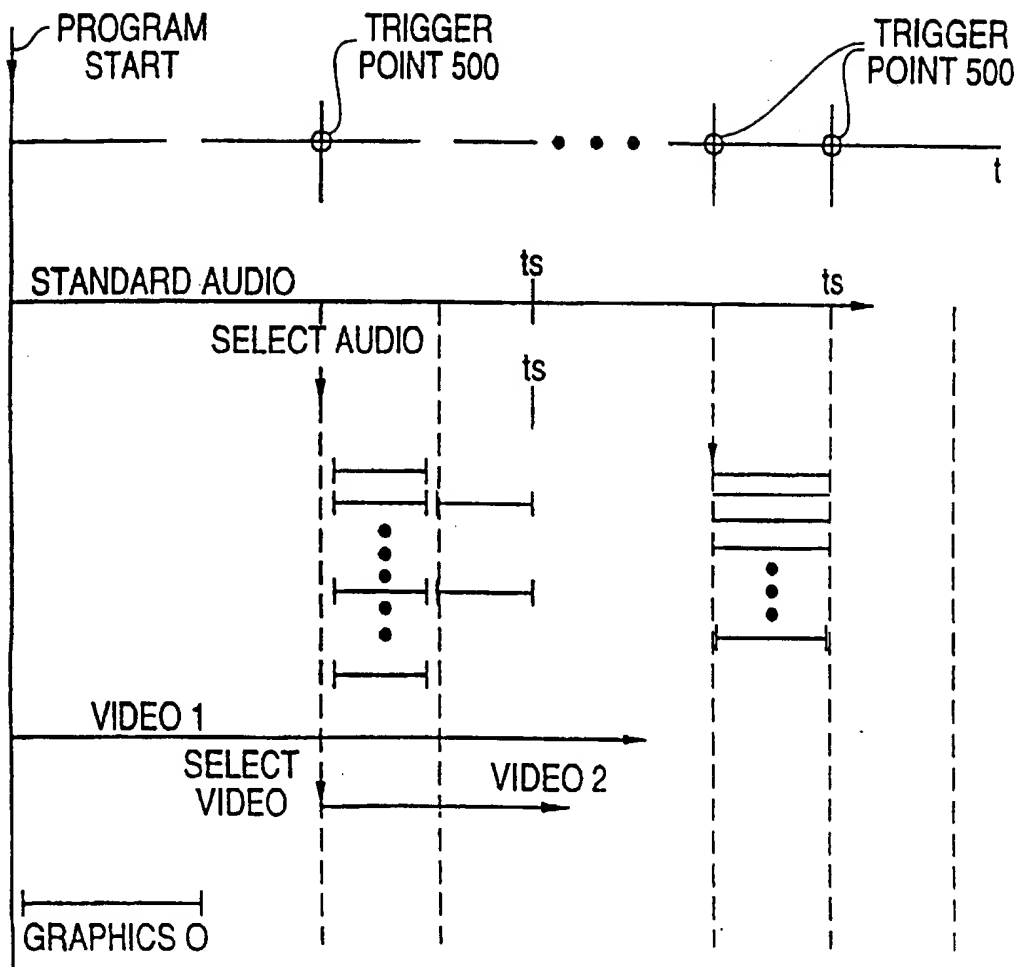 PROGRAM
START
TRIGGER
POINT 500
TRIGGER
POINT 500
t
STANDARD AUDIO
ts
ts
SELECT AUDIO
ts
VIDEO 1
SELECT
VIDEO
VIDEO 2
GRAPHICS O